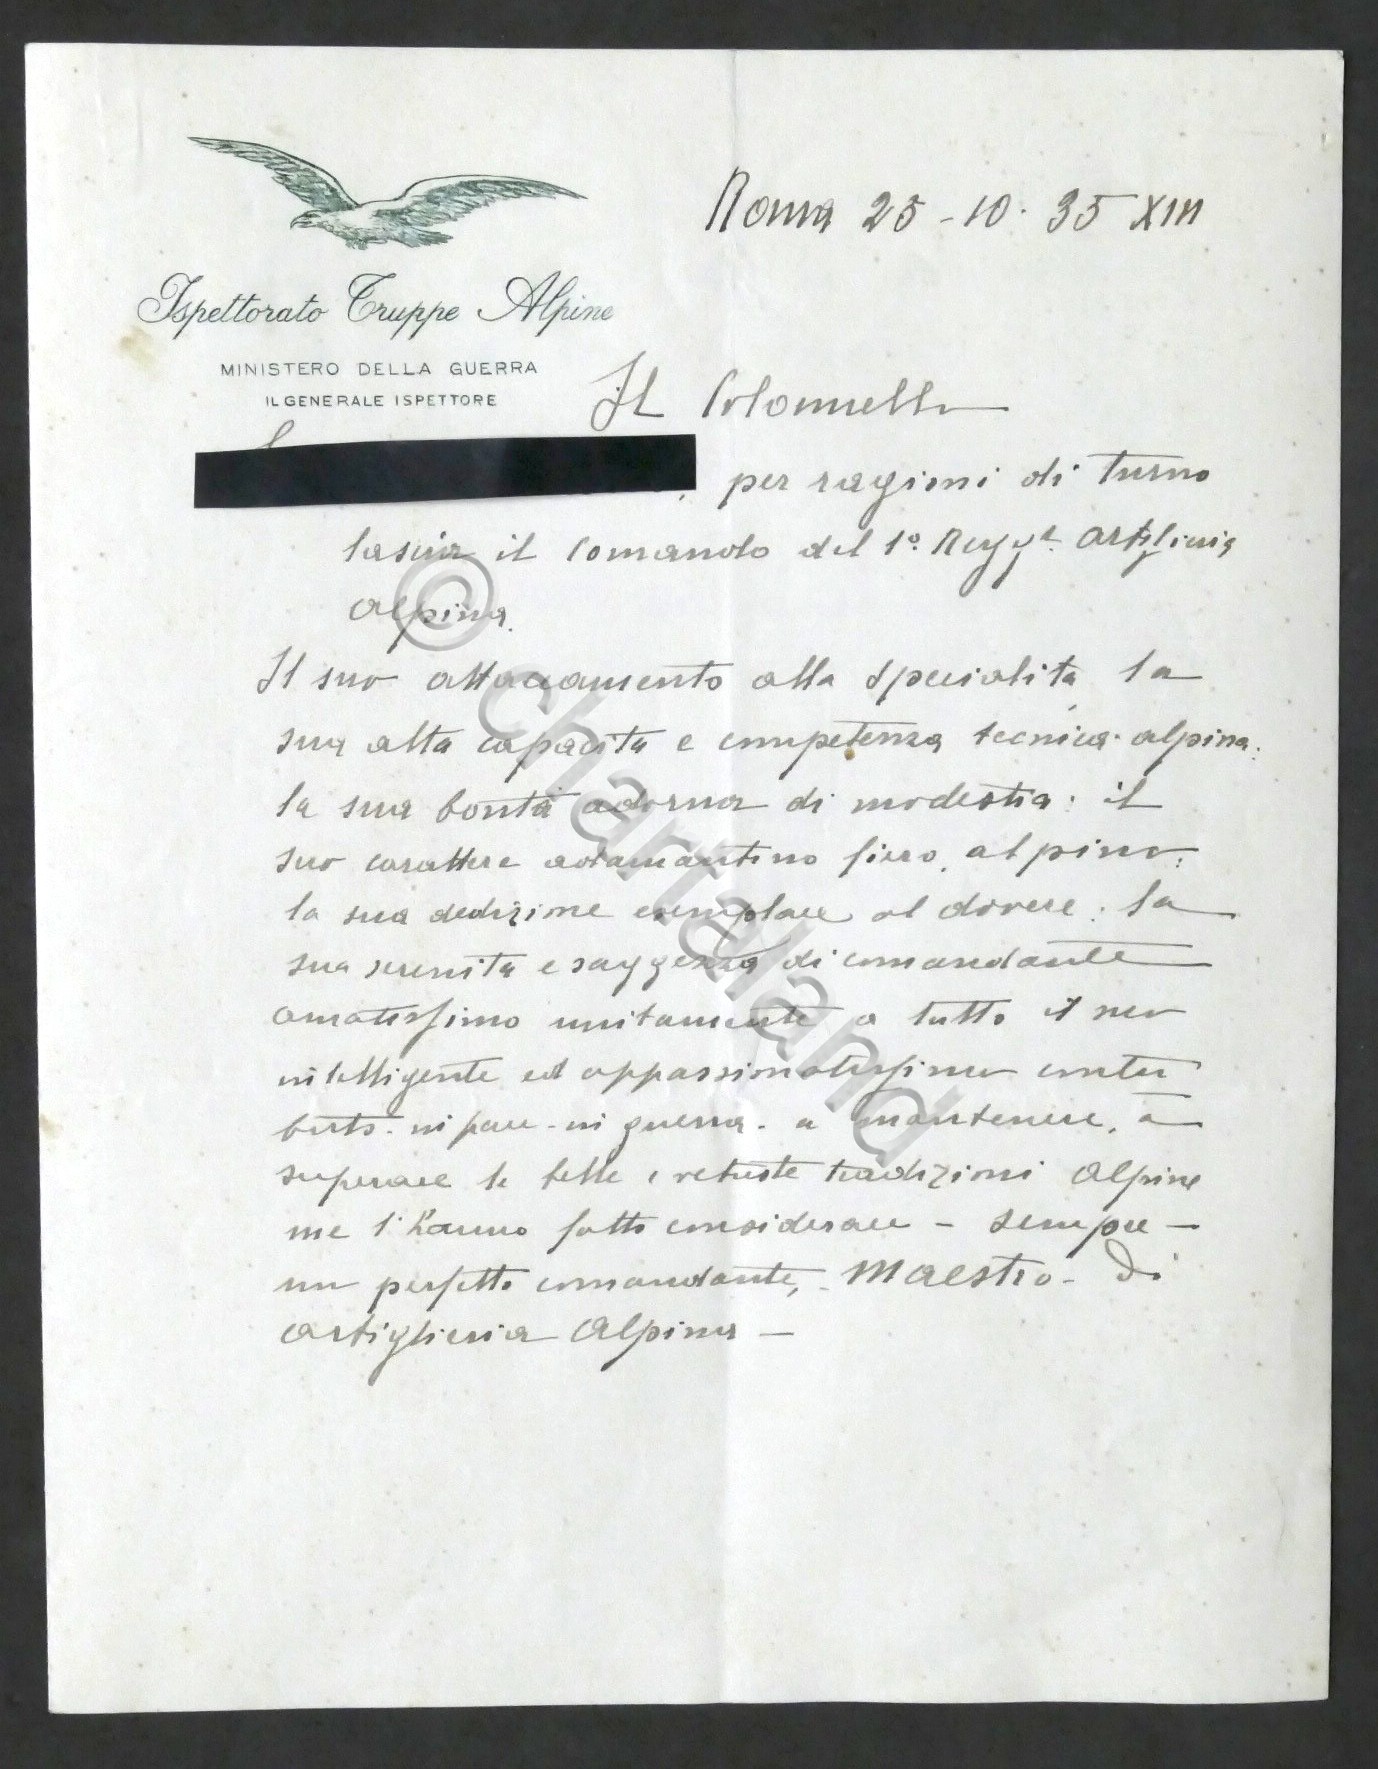 Roma 25-10-35 XIII
Ispettorato Truppe Alpine
MINISTERO DELLA GUERRA
IL GENERALE ISPETTORE
Il Colonnello
, per ragioni di turno
lascia il comando del 1º Regg.t Artiglieria
Alpina.
Il suo attaccamento alla specialità la
sua alta capacità e competenza tecnica-alpina:
la sua bontà adorna di modestia: il
suo carattere adamantino fiero, alpino:
la sua dedizione esemplare al dovere: la
sua serenità e saggezza di comandante
amatissimo unitamente a tutto il suo
intelligente ed appassionatissimo contri
buto - in pace - in guerra - a mantenere, a
superare le belle e vetuste tradizioni Alpine
me l'hanno fatto considerare - sempre -
un perfetto comandante, - Maestro - di
artiglieria Alpina -
© chartaland